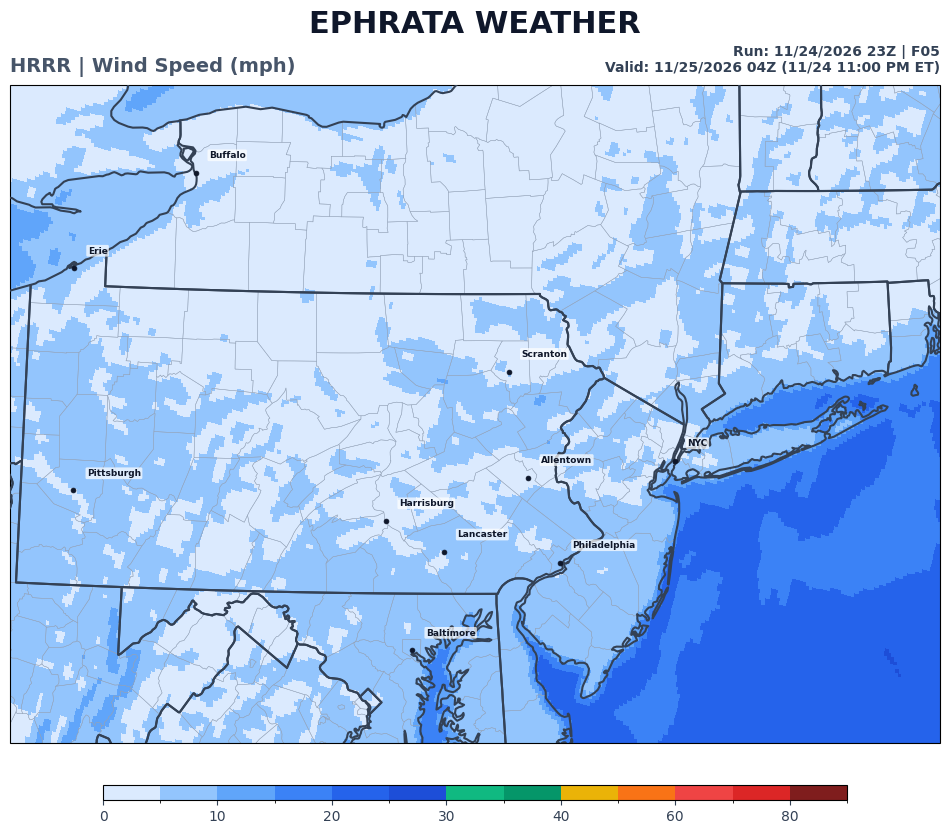 EPHRATA WEATHER
HRRR | Wind Speed (mph)
Run: 11/24/2026 23Z | F05
Valid: 11/25/2026 04Z (11/24 11:00 PM ET)
Buffalo
Erie
Scranton
NYC
Allentown
Pittsburgh
Harrisburg
Lancaster
Philadelphia
Baltimore
0 10 20 30 40 50 60 70 80